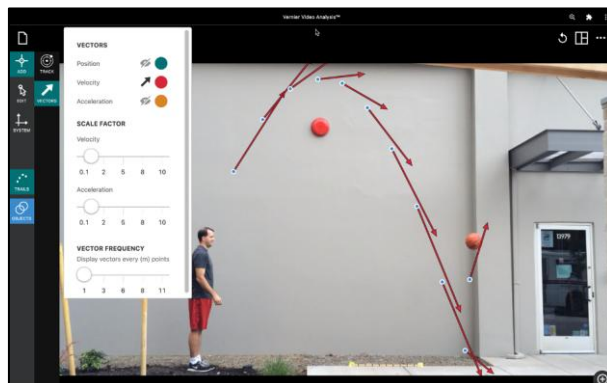 Vernier Video Analysis™
ADD
TRACK
EDIT
VECTORS
SYSTEM
TRAILS
OBJECTS
VECTORS
Position
Velocity
Acceleration
SCALE FACTOR
Velocity
0.1 2 5 8 10
Acceleration
0.1 2 5 8 10
VECTOR FREQUENCY
Display vectors every (m) points
1 3 6 8 11
13979